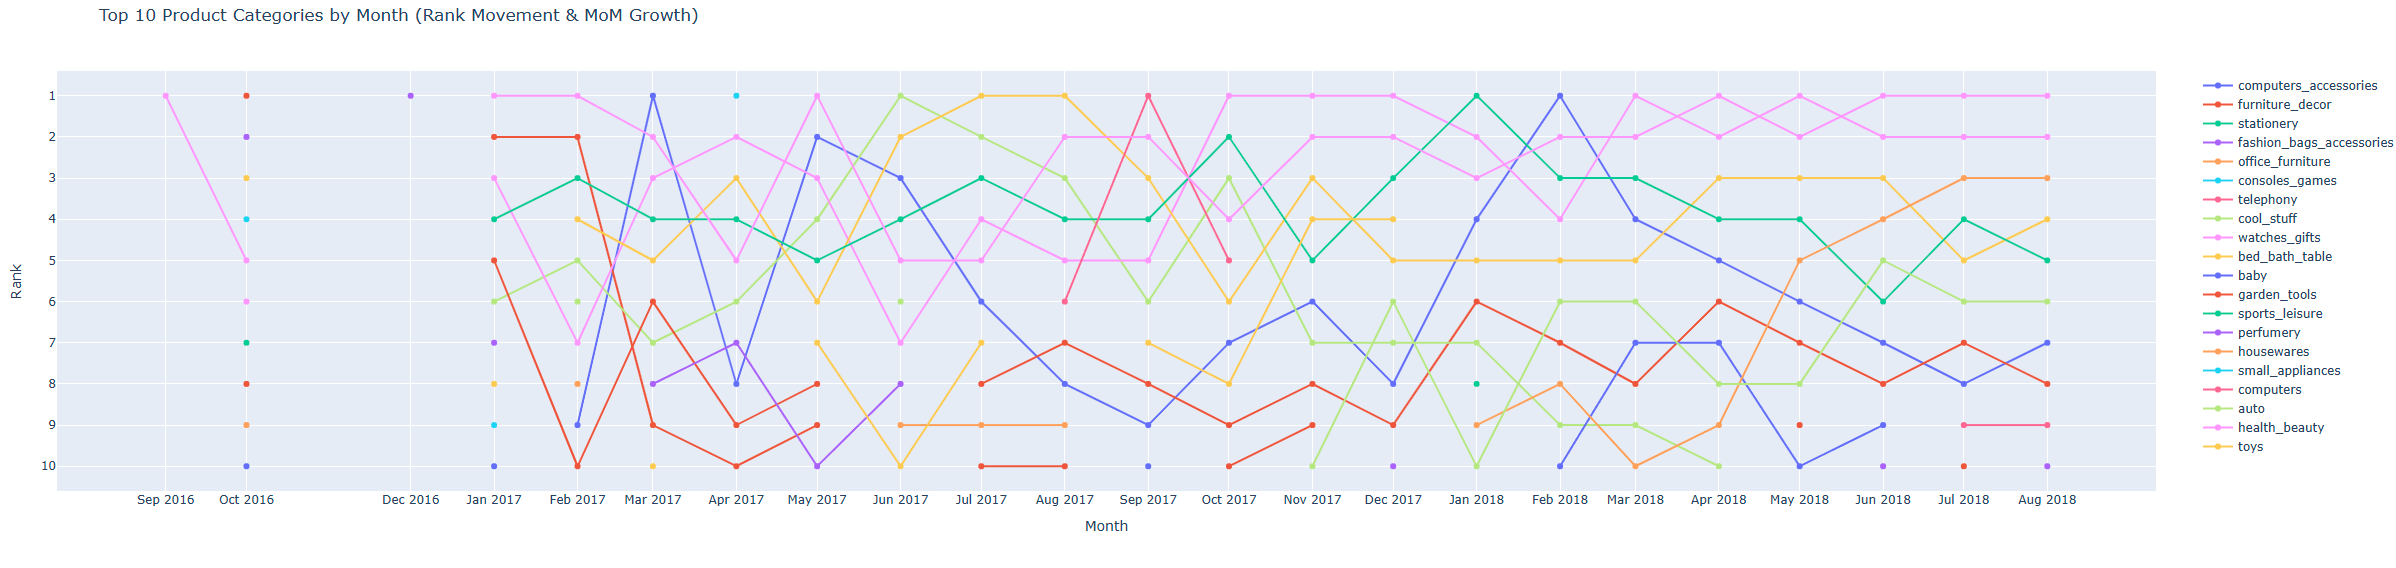 Top 10 Product Categories by Month (Rank Movement & MoM Growth)
Rank
1
2
3
4
5
6
7
8
9
10
Sep 2016 Oct 2016 Dec 2016 Jan 2017 Feb 2017 Mar 2017 Apr 2017 May 2017 Jun 2017 Jul 2017 Aug 2017 Sep 2017 Oct 2017 Nov 2017 Dec 2017 Jan 2018 Feb 2018 Mar 2018 Apr 2018 May 2018 Jun 2018 Jul 2018 Aug 2018
Month
computers_accessories
furniture_decor
stationery
fashion_bags_accessories
office_furniture
consoles_games
telephony
cool_stuff
watches_gifts
bed_bath_table
baby
garden_tools
sports_leisure
perfumery
housewares
small_appliances
computers
auto
health_beauty
toys